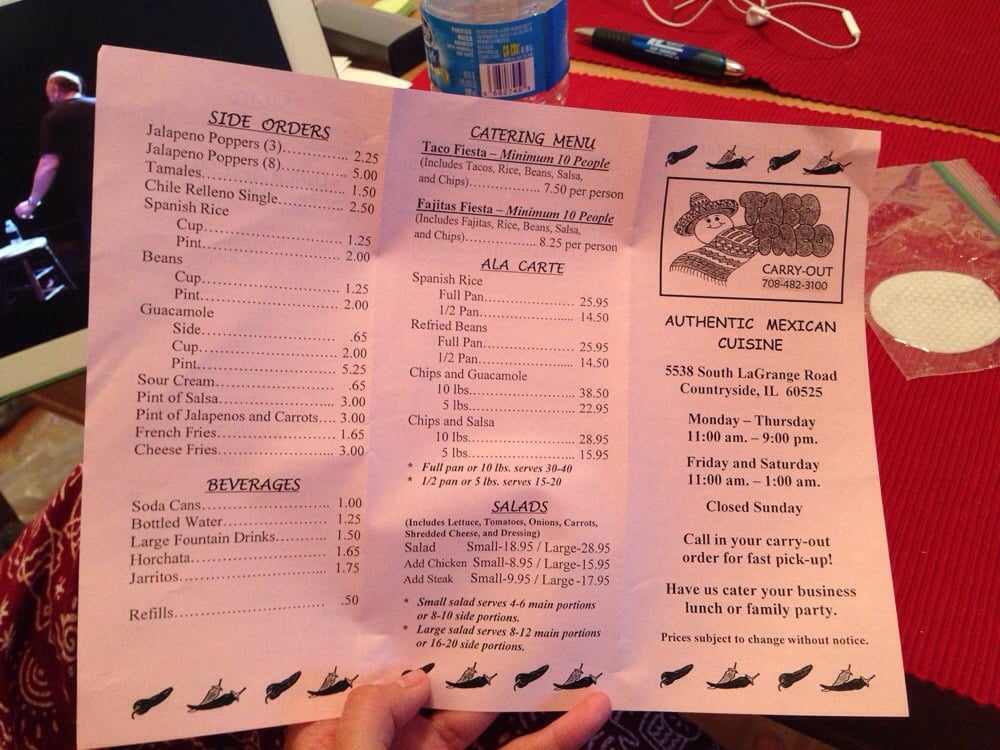 SIDE ORDERS
Jalapeno Poppers (3)............... 2.25
Jalapeno Poppers (8)............... 5.00
Tamales............... 1.50
Chile Relleno Single............... 2.50
Spanish Rice
Cup............... 1.25
Pint............... 2.00
Beans
Cup............... 1.25
Pint............... 2.00
Guacamole
Side............... .65
Cup............... 2.00
Pint............... 5.25
Sour Cream............... .65
Pint of Salsa............... 3.00
Pint of Jalapenos and Carrots.... 3.00
French Fries............... 1.65
Cheese Fries............... 3.00
BEVERAGES
Soda Cans............... 1.00
Bottled Water............... 1.25
Large Fountain Drinks............... 1.50
Horchata............... 1.65
Jarritos............... 1.75
Refills............... .50
CATERING MENU
Taco Fiesta – Minimum 10 People
(Includes Tacos, Rice, Beans, Salsa,
and Chips)............... 7.50 per person
Fajitas Fiesta – Minimum 10 People
(Includes Fajitas, Rice, Beans, Salsa,
and Chips)............... 8.25 per person
ALA CARTE
Spanish Rice
Full Pan............... 25.95
1/2 Pan............... 14.50
Refried Beans
Full Pan............... 25.95
1/2 Pan............... 14.50
Chips and Guacamole
10 lbs............... 38.50
5 lbs............... 22.95
Chips and Salsa
10 lbs............... 28.95
5 lbs............... 15.95
* Full pan or 10 lbs. serves 30-40
* 1/2 pan or 5 lbs. serves 15-20
SALADS
(Includes Lettuce, Tomatoes, Onions, Carrots,
Shredded Cheese, and Dressing)
Salad Small-18.95 / Large-28.95
Add Chicken Small-8.95 / Large-15.95
Add Steak Small-9.95 / Large-17.95
* Small salad serves 4-6 main portions
or 8-10 side portions.
* Large salad serves 8-12 main portions
or 16-20 side portions.
TACO
THEO
CARRY-OUT
708-482-3100
AUTHENTIC MEXICAN
CUISINE
5538 South LaGrange Road
Countryside, IL 60525
Monday – Thursday
11:00 am. – 9:00 pm.
Friday and Saturday
11:00 am. – 1:00 am.
Closed Sunday
Call in your carry-out
order for fast pick-up!
Have us cater your business
lunch or family party.
Prices subject to change without notice.